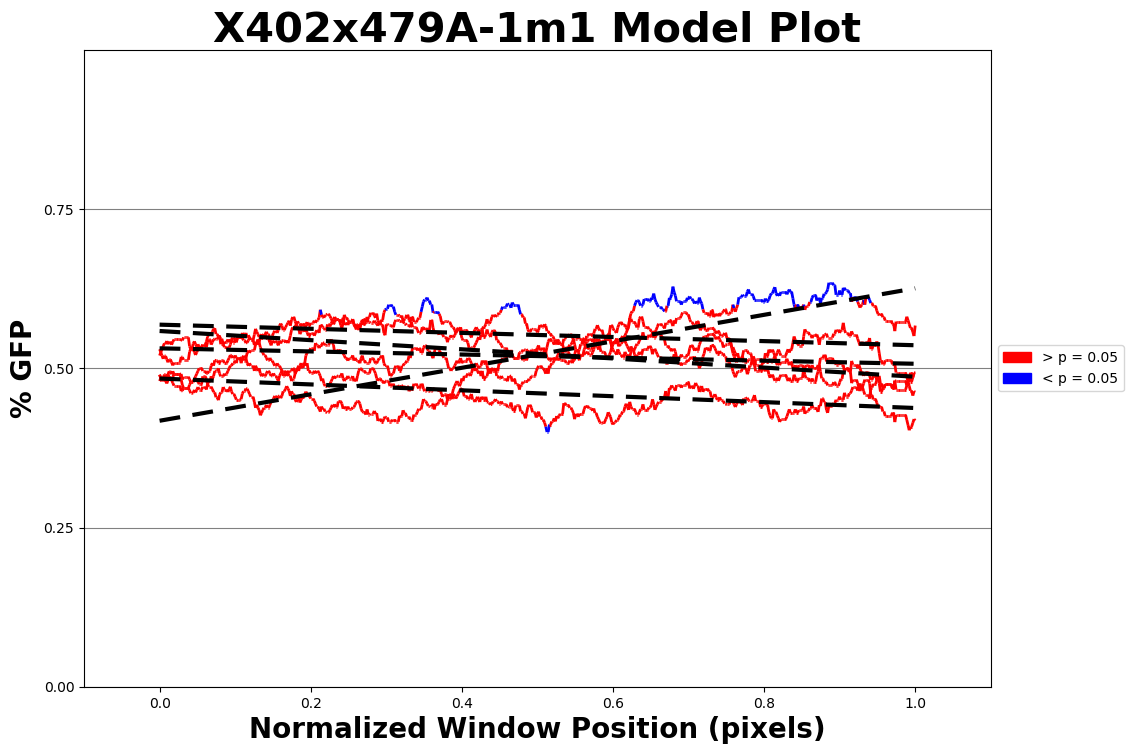 X402x479A-1m1 Model Plot
% GFP
0.75
0.50
0.25
0.00
0.0 0.2 0.4 0.6 0.8 1.0
Normalized Window Position (pixels)
> p = 0.05
< p = 0.05